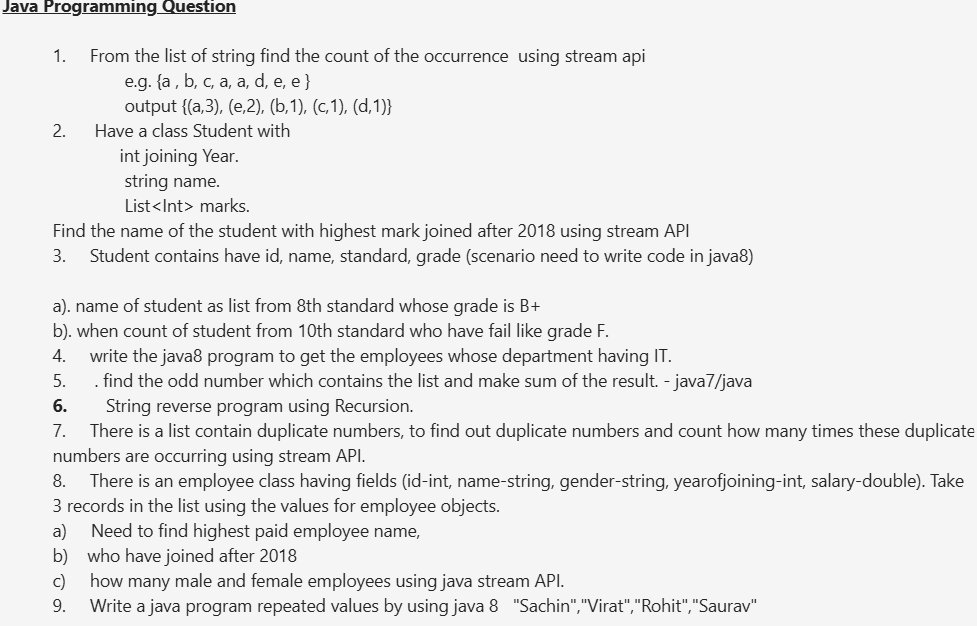 Java Programming Question
1. From the list of string find the count of the occurrence using stream api
e.g. {a , b, c, a, a, d, e, e }
output {(a,3), (e,2), (b,1), (c,1), (d,1)}
2. Have a class Student with
int joining Year.
string name.
List<Int> marks.
Find the name of the student with highest mark joined after 2018 using stream API
3. Student contains have id, name, standard, grade (scenario need to write code in java8)
a). name of student as list from 8th standard whose grade is B+
b). when count of student from 10th standard who have fail like grade F.
4. write the java8 program to get the employees whose department having IT.
5. . find the odd number which contains the list and make sum of the result. - java7/java
6. String reverse program using Recursion.
7. There is a list contain duplicate numbers, to find out duplicate numbers and count how many times these duplicate
numbers are occurring using stream API.
8. There is an employee class having fields (id-int, name-string, gender-string, yearofjoining-int, salary-double). Take
3 records in the list using the values for employee objects.
a) Need to find highest paid employee name,
b) who have joined after 2018
c) how many male and female employees using java stream API.
9. Write a java program repeated values by using java 8 "Sachin","Virat","Rohit","Saurav"